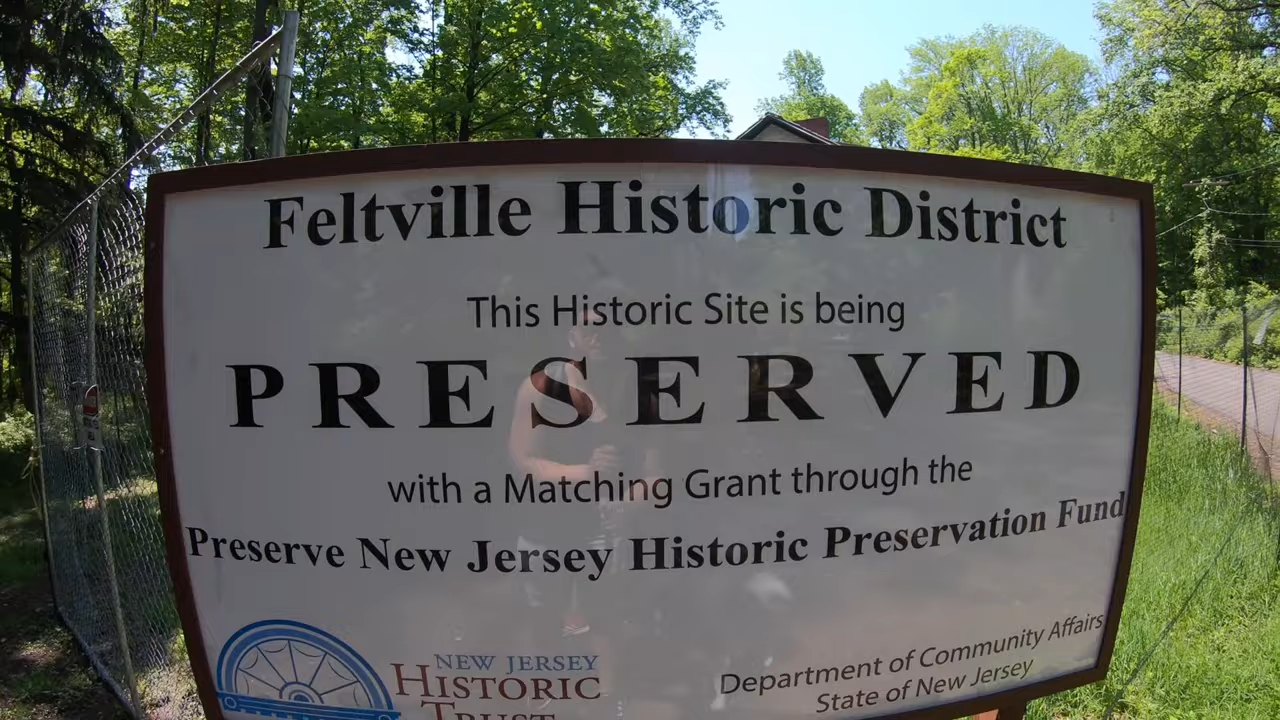 Feltville Historic District
This Historic Site is being
PRESERVED
with a Matching Grant through the
Preserve New Jersey Historic Preservation Fund
NEW JERSEY
HISTORIC
TRUST
Department of Community Affairs
State of New Jersey